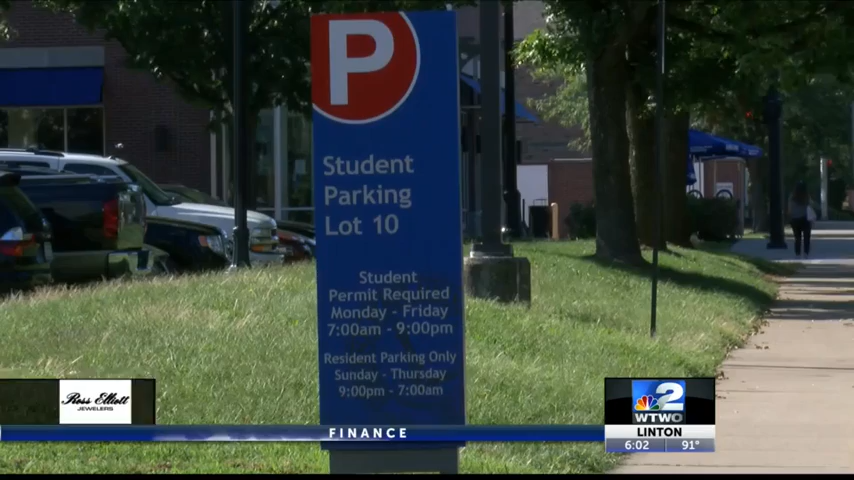 P
Student
Parking
Lot 10
Student
Permit Required
Monday - Friday
7:00am - 9:00pm
Resident Parking Only
Sunday - Thursday
9:00pm - 7:00am
Ross Elliott
JEWELERS
FINANCE
2
WTWO
LINTON
6:02 91°